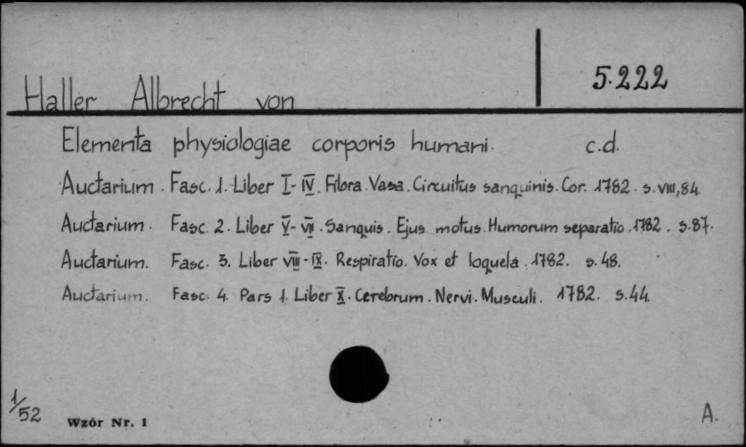 5.222
Haller Albrecht von
Elementa physiologiae corporis humani. c.d.
Auctarium. Fasc. 1. Liber I-IV. Fibra. Vasa. Circuitus sanquinis. Cor. 1782. s. VIII, 84
Auctarium. Fasc. 2. Liber V-VII. Sanquis. Ejus motus. Humorum separatio. 1782. s. 87.
Auctarium. Fasc. 3. Liber VIII-IX. Respiratio. Vox et loquela. 1782. s. 48.
Auctarium. Fasc. 4. Pars 1. Liber X. Cerebrum. Nervi. Musculi. 1782. s. 44
1/52 Wzór Nr. 1 A.